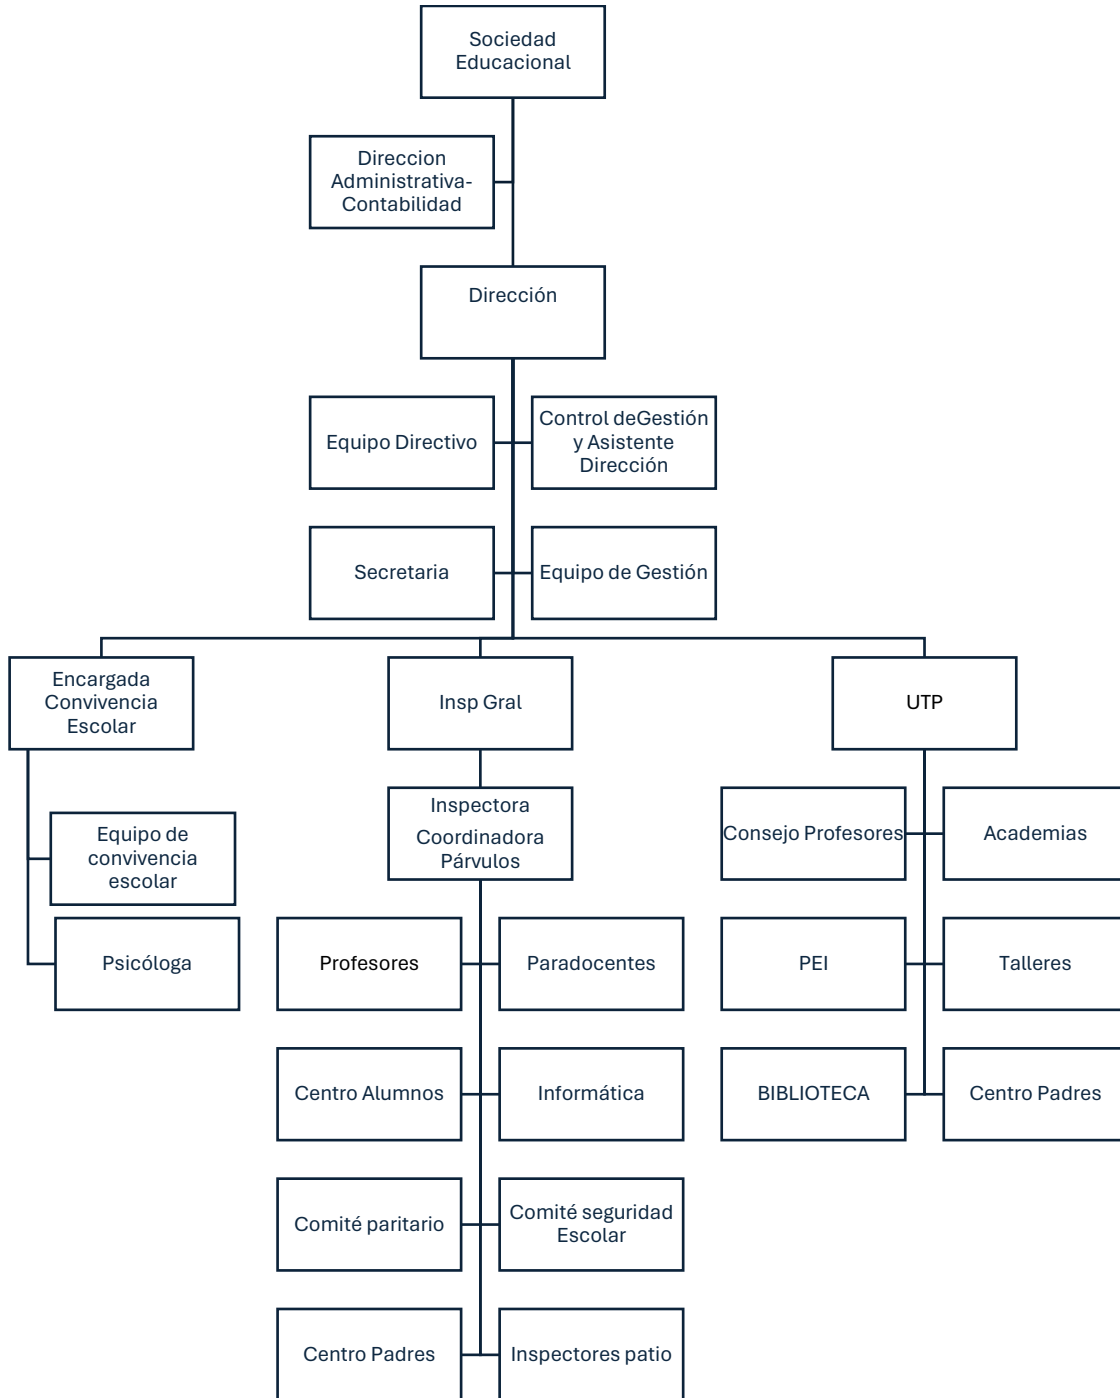 Sociedad
Educacional
Direccion
Administrativa-
Contabilidad
Dirección
Equipo Directivo
Control deGestión
y Asistente
Dirección
Secretaria
Equipo de Gestión
Encargada
Convivencia
Escolar
Insp Gral
UTP
Equipo de
convivencia
escolar
Psicóloga
Inspectora
Coordinadora
Párvulos
Profesores
Paradocentes
Centro Alumnos
Informática
Comité paritario
Comité seguridad
Escolar
Centro Padres
Inspectores patio
Consejo Profesores
Academias
PEI
Talleres
BIBLIOTECA
Centro Padres